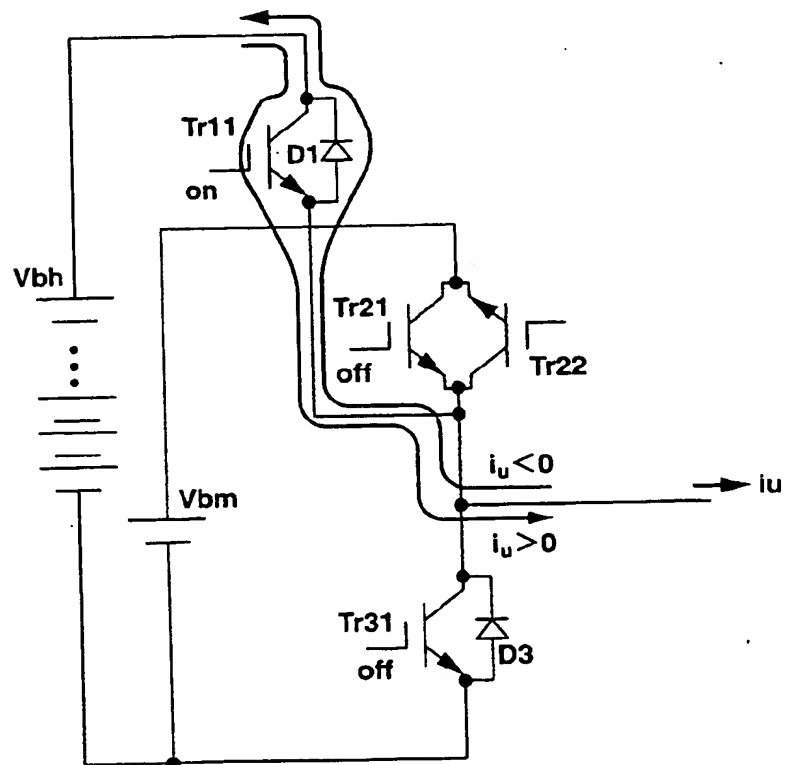 Tr11
D1
on
Vbh
Tr21
off
Tr22
Vbm
iu<0
iu
iu>0
Tr31
off
D3